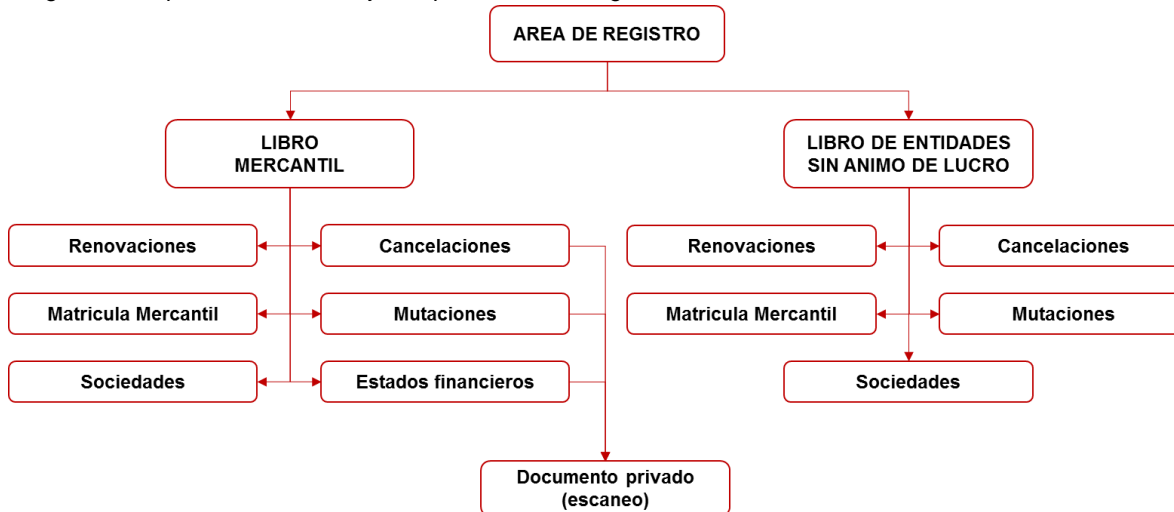 AREA DE REGISTRO
LIBRO
MERCANTIL
LIBRO DE ENTIDADES
SIN ANIMO DE LUCRO
Renovaciones
Cancelaciones
Renovaciones
Cancelaciones
Matricula Mercantil
Mutaciones
Matricula Mercantil
Mutaciones
Sociedades
Estados financieros
Sociedades
Documento privado
(escaneo)